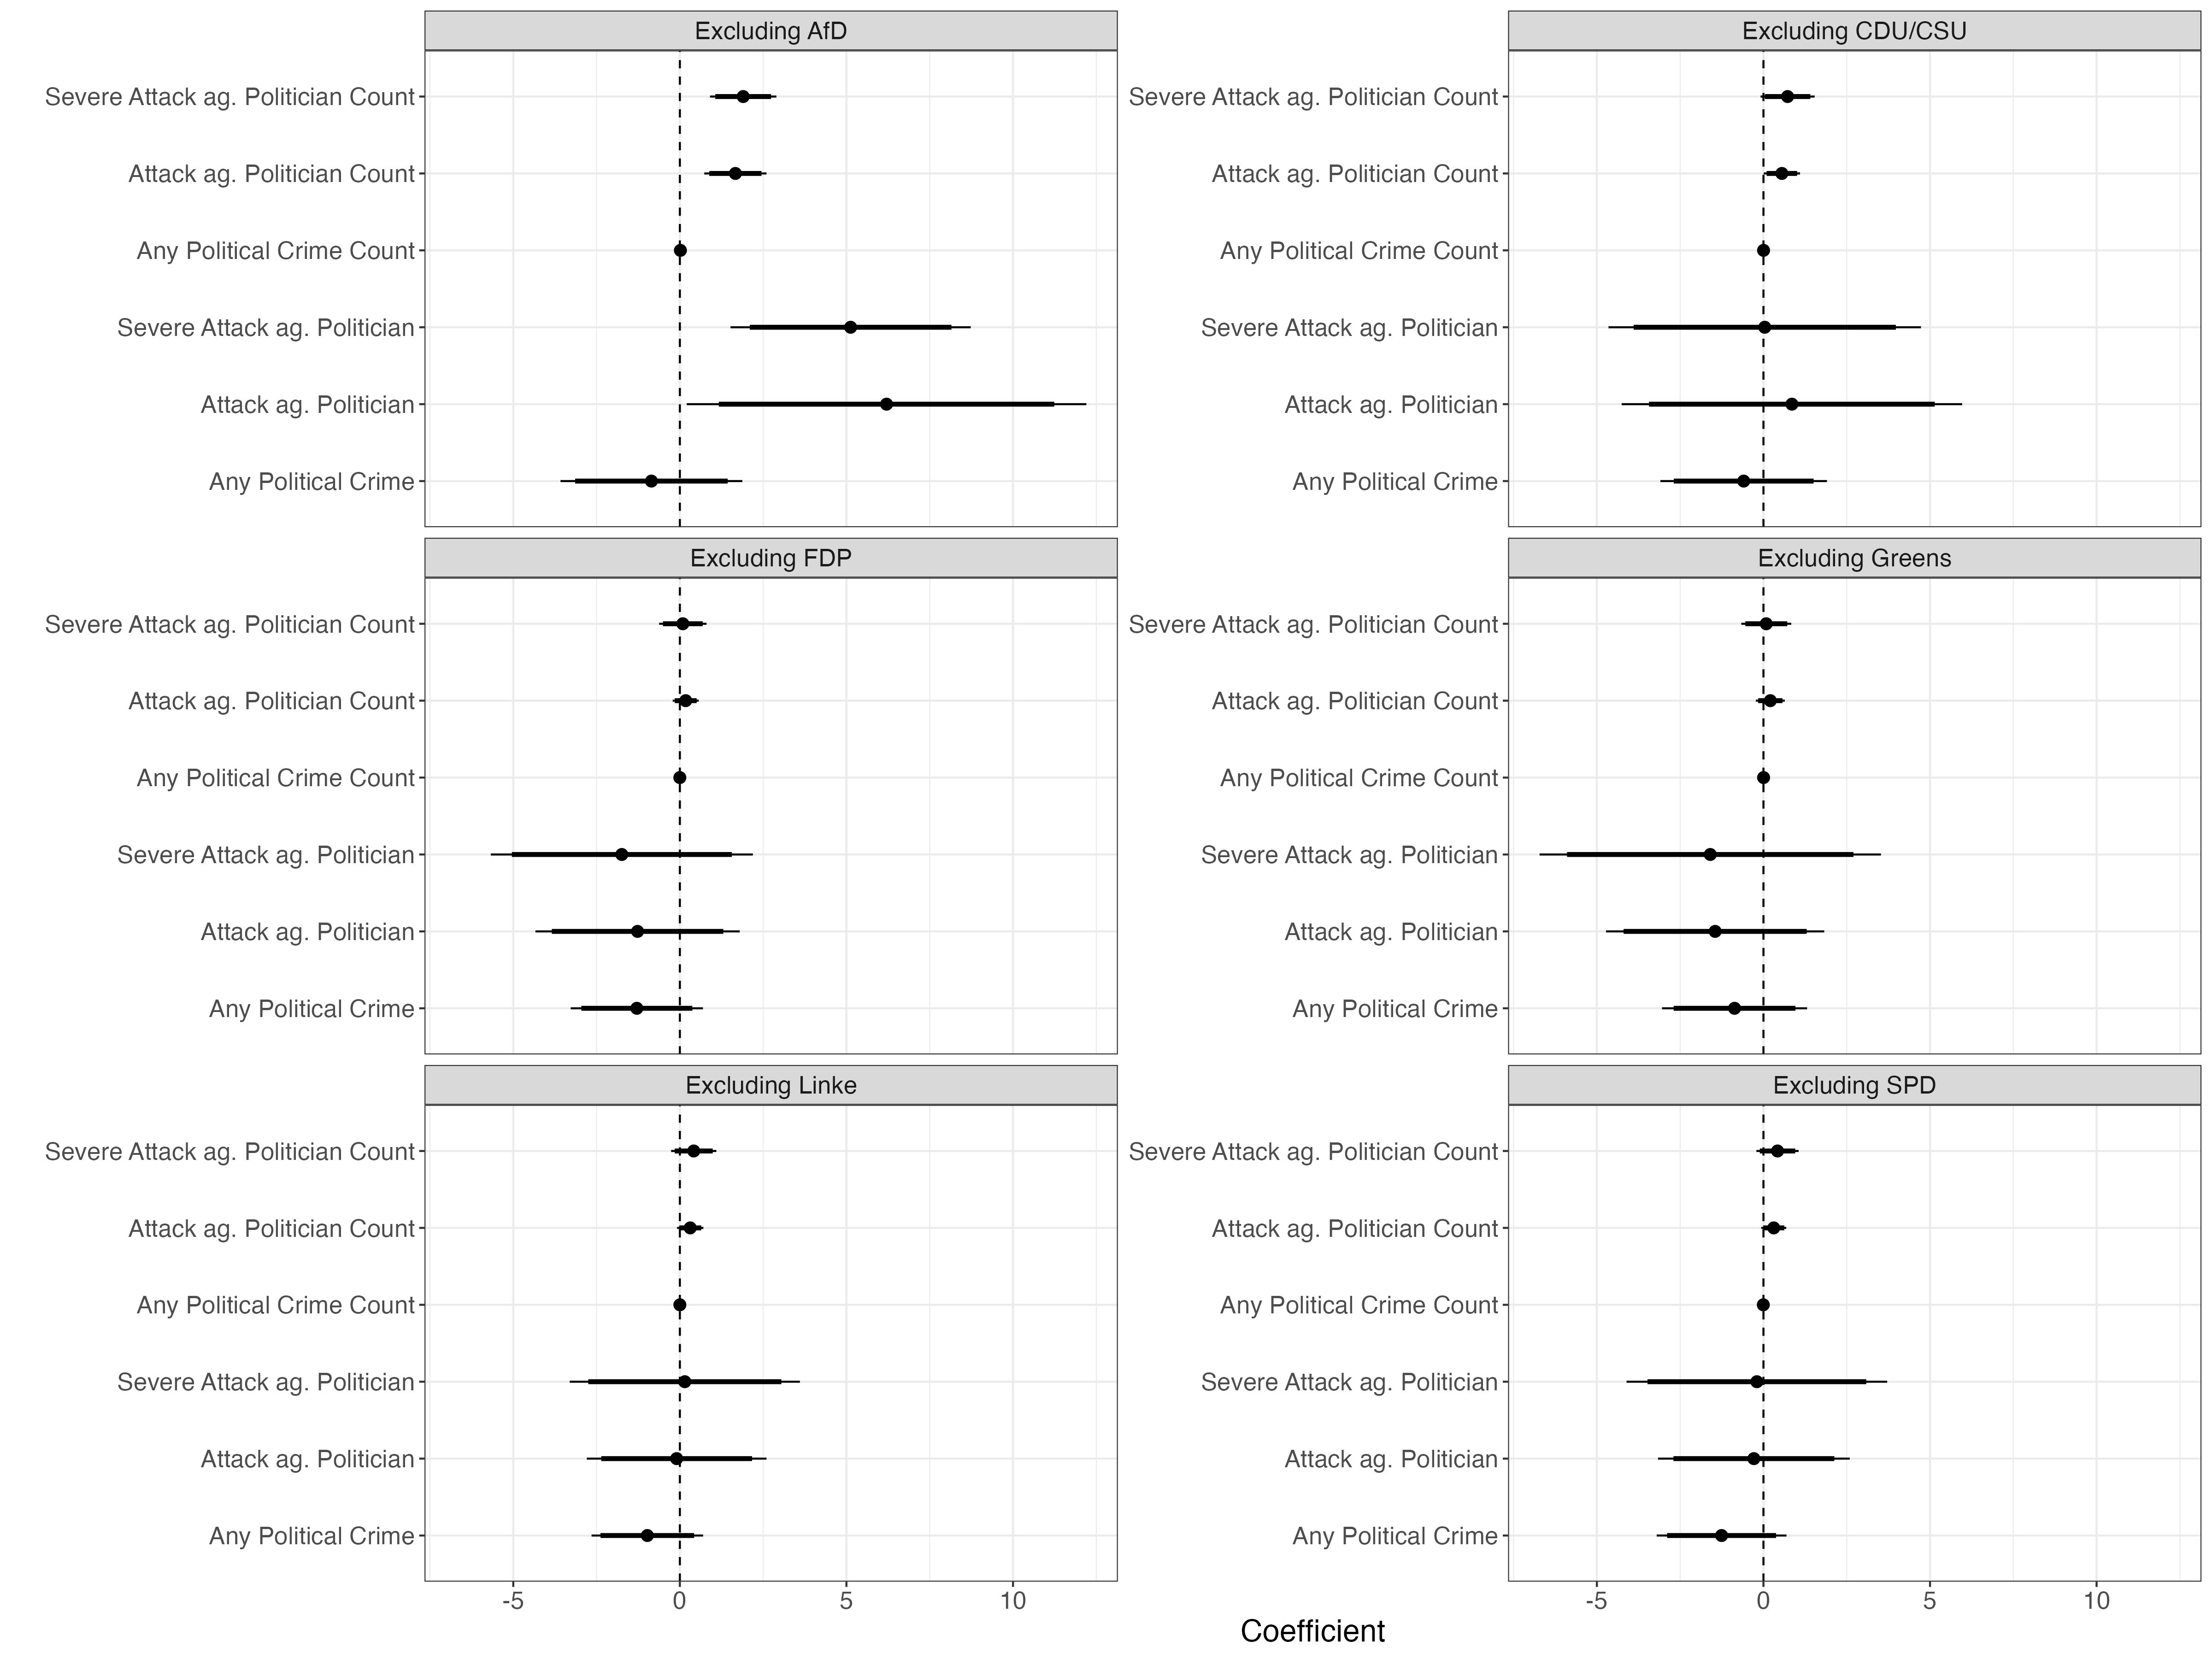 Excluding AfD
Severe Attack ag. Politician Count
Attack ag. Politician Count
Any Political Crime Count
Severe Attack ag. Politician
Attack ag. Politician
Any Political Crime
Excluding CDU/CSU
Severe Attack ag. Politician Count
Attack ag. Politician Count
Any Political Crime Count
Severe Attack ag. Politician
Attack ag. Politician
Any Political Crime
Excluding FDP
Severe Attack ag. Politician Count
Attack ag. Politician Count
Any Political Crime Count
Severe Attack ag. Politician
Attack ag. Politician
Any Political Crime
Excluding Greens
Severe Attack ag. Politician Count
Attack ag. Politician Count
Any Political Crime Count
Severe Attack ag. Politician
Attack ag. Politician
Any Political Crime
Excluding Linke
Severe Attack ag. Politician Count
Attack ag. Politician Count
Any Political Crime Count
Severe Attack ag. Politician
Attack ag. Politician
Any Political Crime
-5 0 5 10
Excluding SPD
Severe Attack ag. Politician Count
Attack ag. Politician Count
Any Political Crime Count
Severe Attack ag. Politician
Attack ag. Politician
Any Political Crime
-5 0 5 10
Coefficient